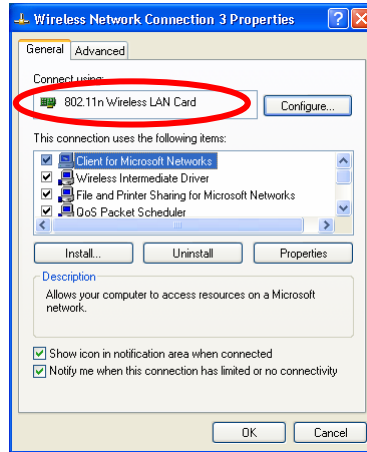 Wireless Network Connection 3 Properties
General Advanced
Connect using:
802.11n Wireless LAN Card Configure...
This connection uses the following items:
Client for Microsoft Networks
Wireless Intermediate Driver
File and Printer Sharing for Microsoft Networks
QoS Packet Scheduler
Install... Uninstall Properties
Description
Allows your computer to access resources on a Microsoft
network.
Show icon in notification area when connected
Notify me when this connection has limited or no connectivity
OK Cancel